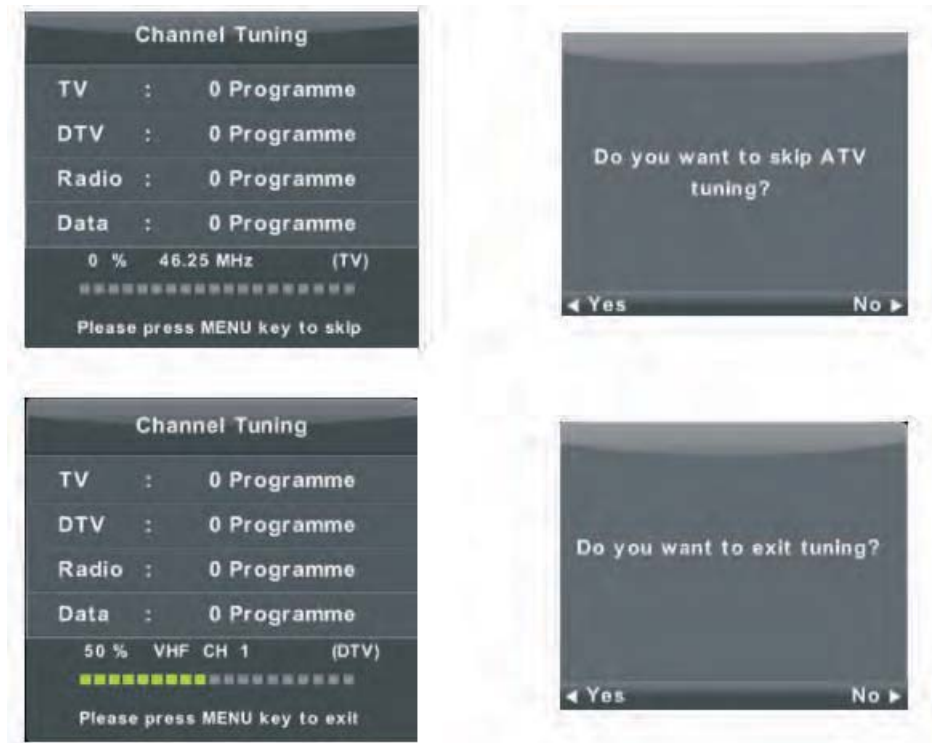 Channel Tuning
TV : 0 Programme
DTV : 0 Programme
Radio : 0 Programme
Data : 0 Programme
0 % 46.25 MHz (TV)
Please press MENU key to skip
Do you want to skip ATV
tuning?
Yes No
Channel Tuning
TV : 0 Programme
DTV : 0 Programme
Radio : 0 Programme
Data : 0 Programme
50 % VHF CH 1 (DTV)
Please press MENU key to exit
Do you want to exit tuning?
Yes No